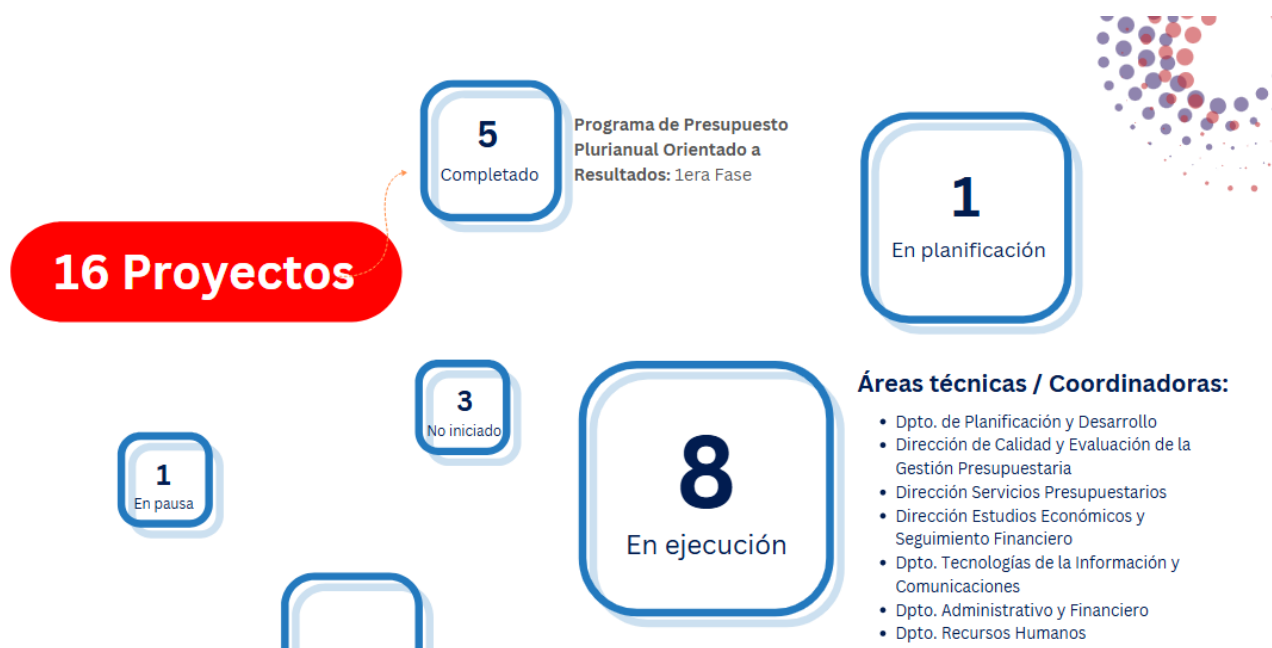 5
Completado
Programa de Presupuesto
Plurianual Orientado a
Resultados: 1era Fase
1
En planificación
16 Proyectos
3
No iniciado
1
En pausa
8
En ejecución
Áreas técnicas / Coordinadoras:
• Dpto. de Planificación y Desarrollo
• Dirección de Calidad y Evaluación de la
Gestión Presupuestaria
• Dirección Servicios Presupuestarios
• Dirección Estudios Económicos y
Seguimiento Financiero
• Dpto. Tecnologías de la Información y
Comunicaciones
• Dpto. Administrativo y Financiero
• Dpto. Recursos Humanos